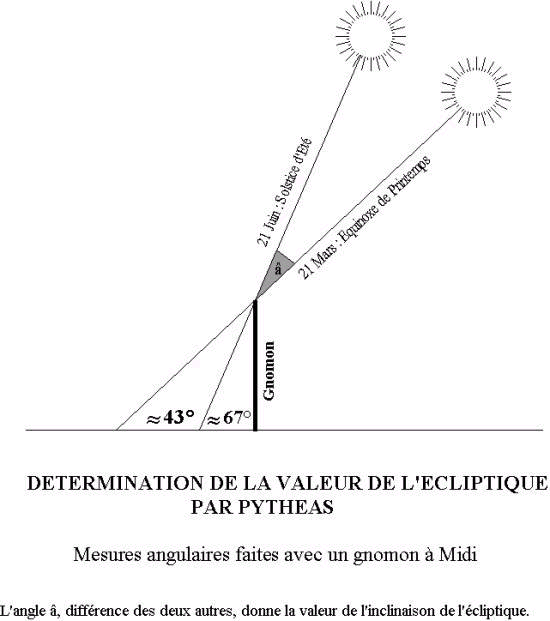 21 Juin : Solstice d'Eté
21 Mars : Equinoxe de Printemps
â
Gnomon
≈43° ≈67°
DETERMINATION DE LA VALEUR DE L'ECLIPTIQUE
PAR PYTHEAS
Mesures angulaires faites avec un gnomon à Midi
L'angle â, différence des deux autres, donne la valeur de l'inclinaison de l'écliptique.